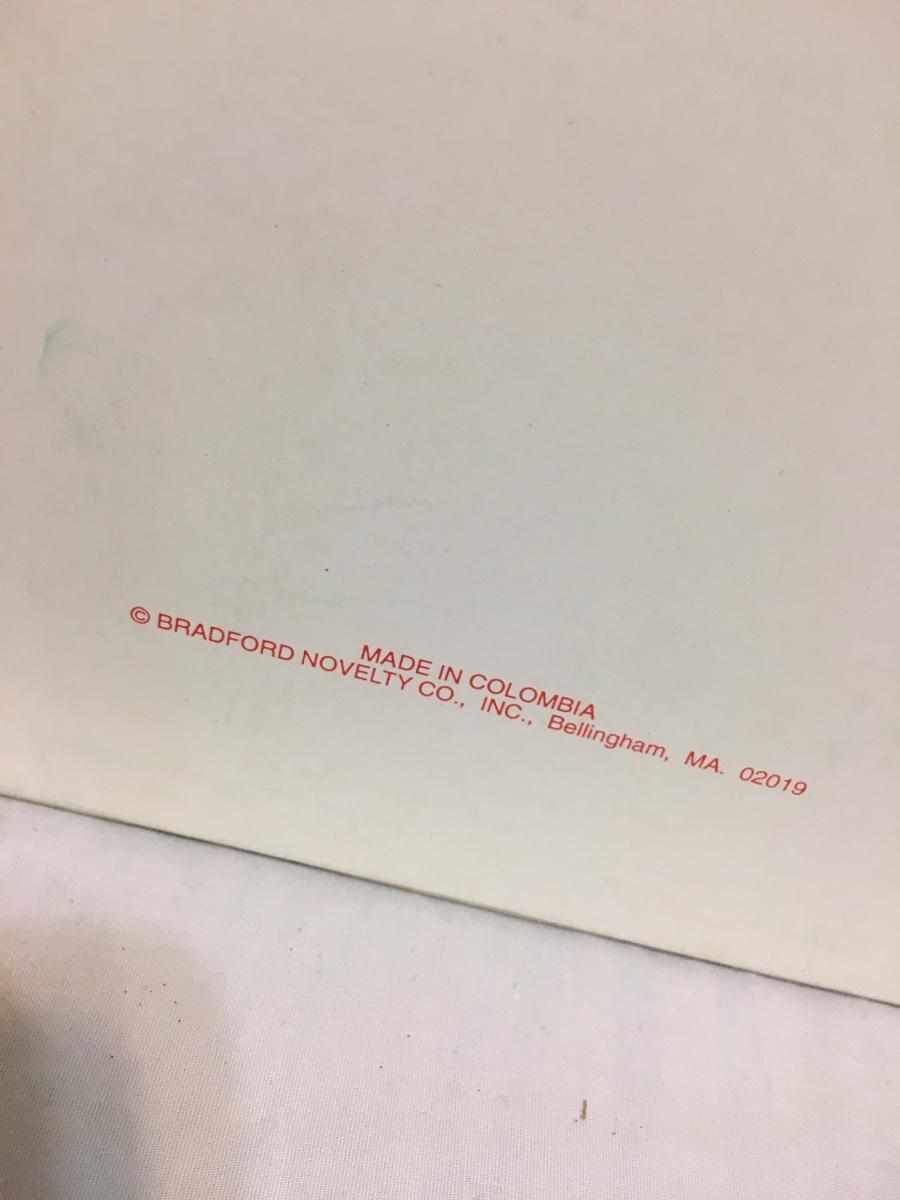 MADE IN COLOMBIA
© BRADFORD NOVELTY CO., INC., Bellingham, MA. 02019